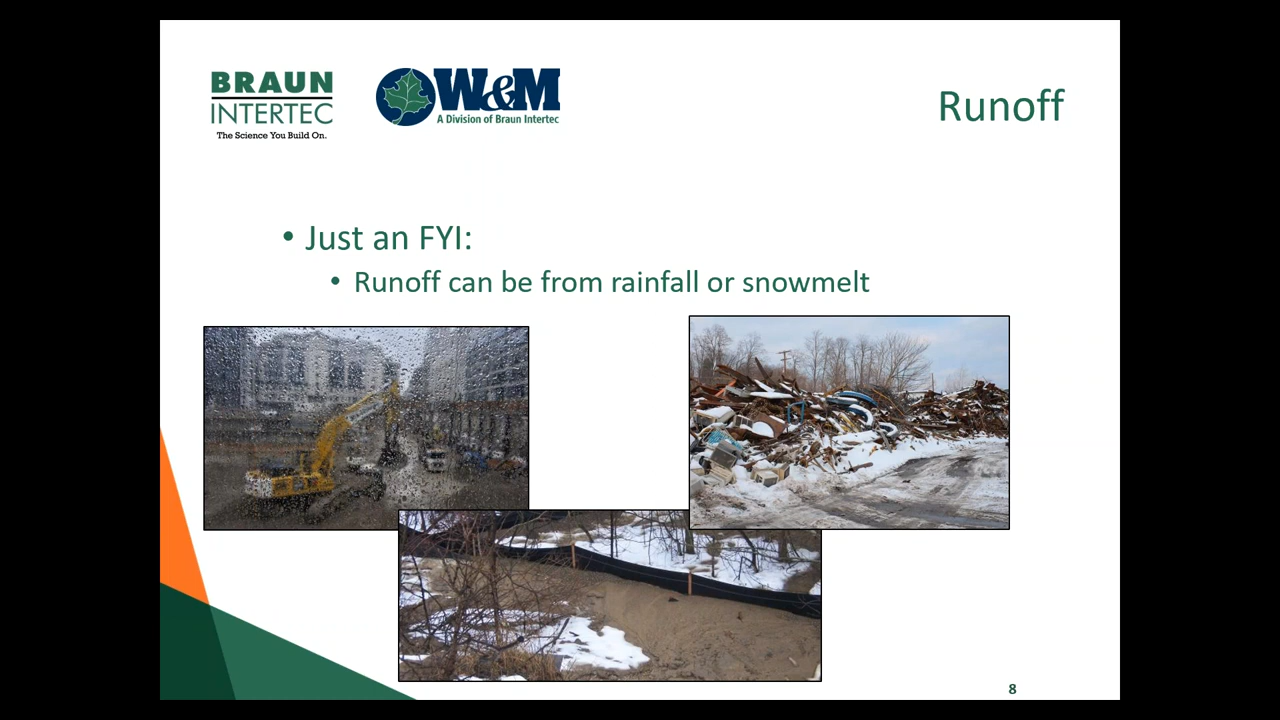 BRAUN
INTERTEC
The Science You Build On.
W&M
A Division of Braun Intertec
Runoff
• Just an FYI:
• Runoff can be from rainfall or snowmelt
8